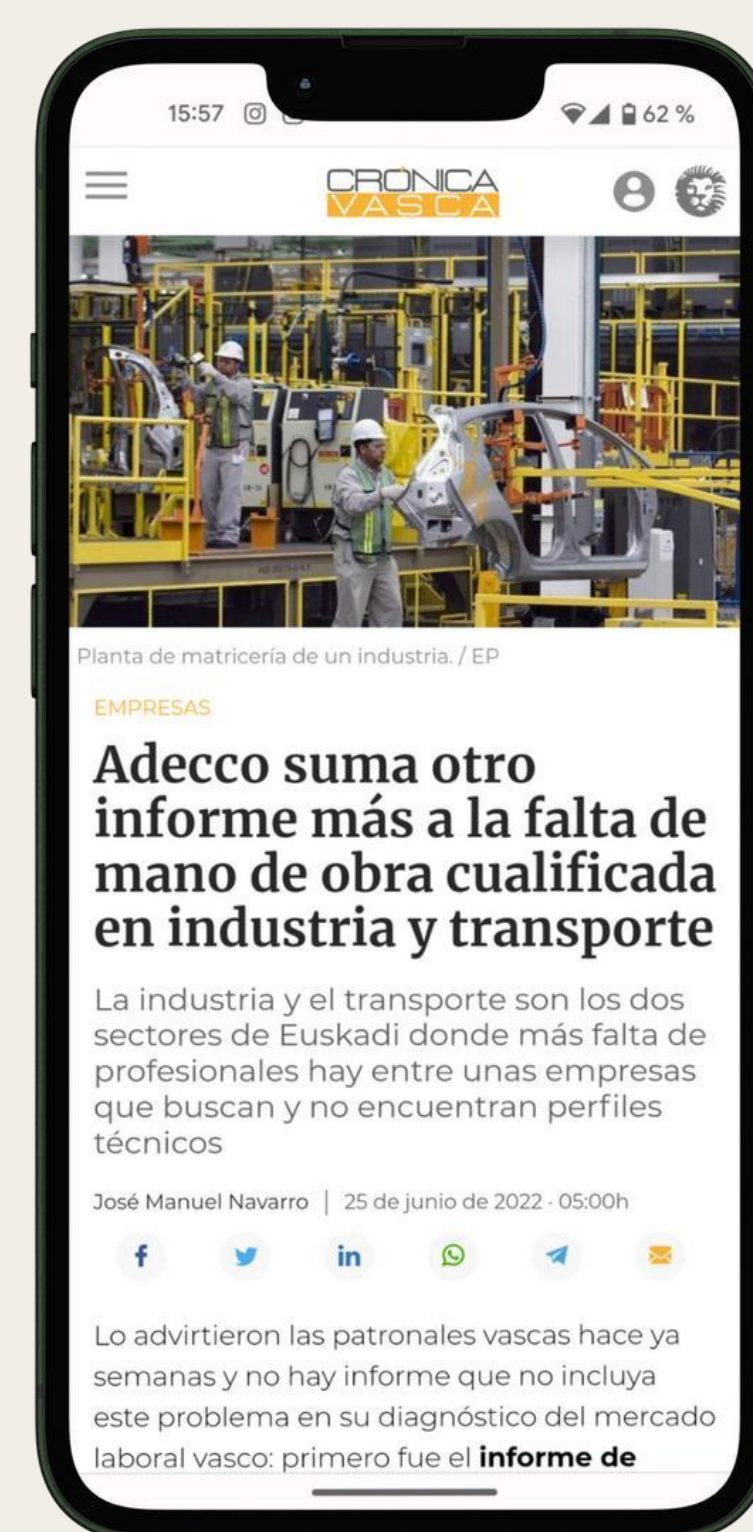 15:57
62 %
CRÓNICA
VASCA
Planta de matricería de un industria. / EP
EMPRESAS
Adecco suma otro
informe más a la falta de
mano de obra cualificada
en industria y transporte
La industria y el transporte son los dos
sectores de Euskadi donde más falta de
profesionales hay entre unas empresas
que buscan y no encuentran perfiles
técnicos
José Manuel Navarro | 25 de junio de 2022 - 05:00h
Lo advirtieron las patronales vascas hace ya
semanas y no hay informe que no incluya
este problema en su diagnóstico del mercado
laboral vasco: primero fue el informe de